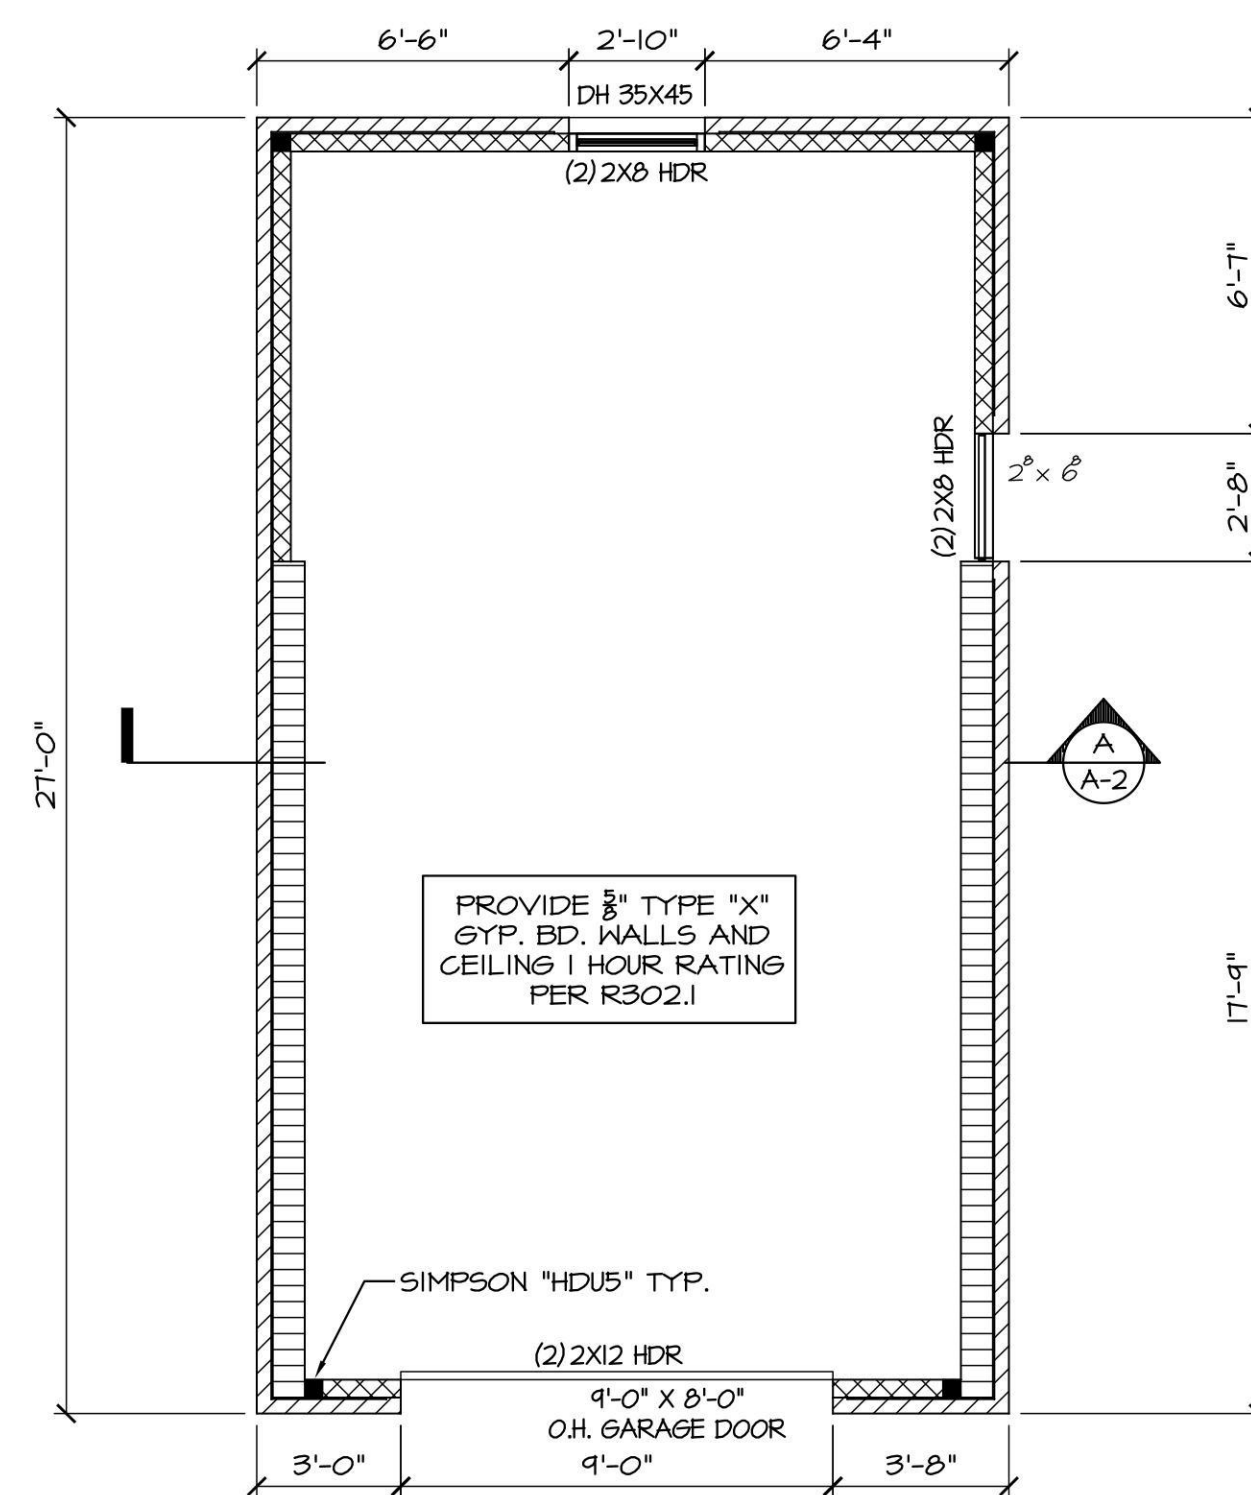 6'-6" 2'-10" 6'-4"
DH 35X45
(2) 2X8 HDR
6'-7"
(2) 2X8 HDR
2⁸ x 6⁸
2'-8"
27'-0"
A
A-2
PROVIDE ⅝" TYPE "X"
GYP. BD. WALLS AND
CEILING 1 HOUR RATING
PER R302.1
17'-9"
SIMPSON "HDU5" TYP.
(2) 2X12 HDR
9'-0" X 8'-0"
O.H. GARAGE DOOR
3'-0" 9'-0" 3'-8"